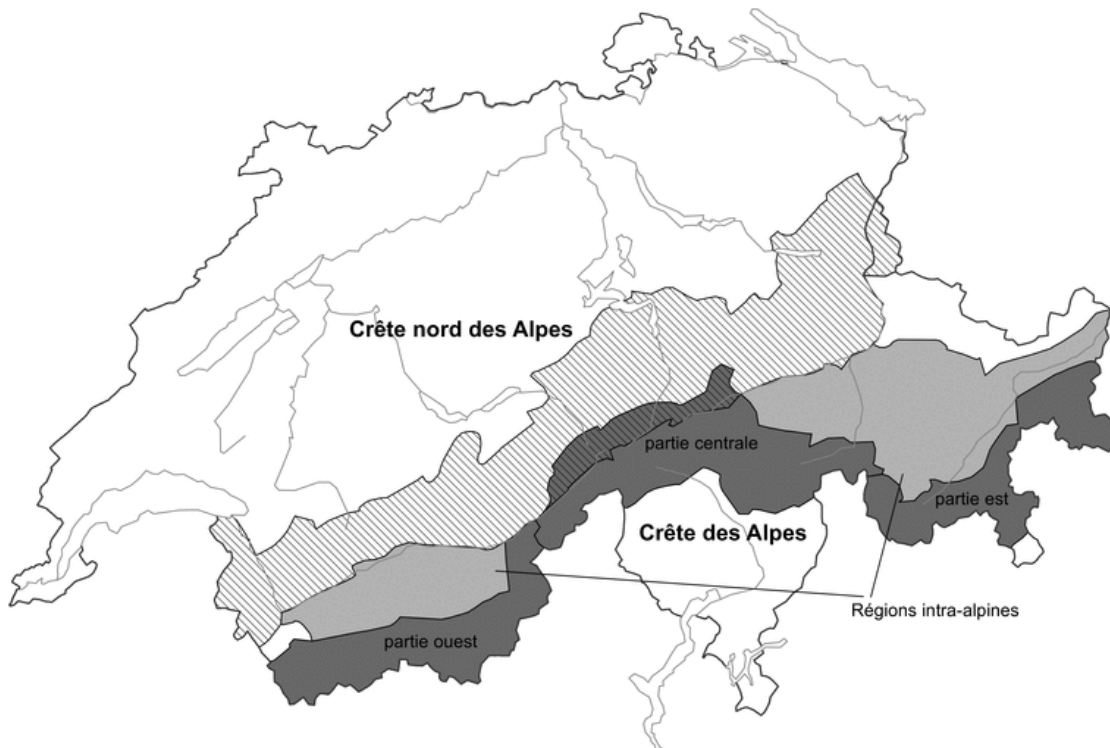 Crête nord des Alpes
partie centrale
partie est
Crête des Alpes
Régions intra-alpines
partie ouest